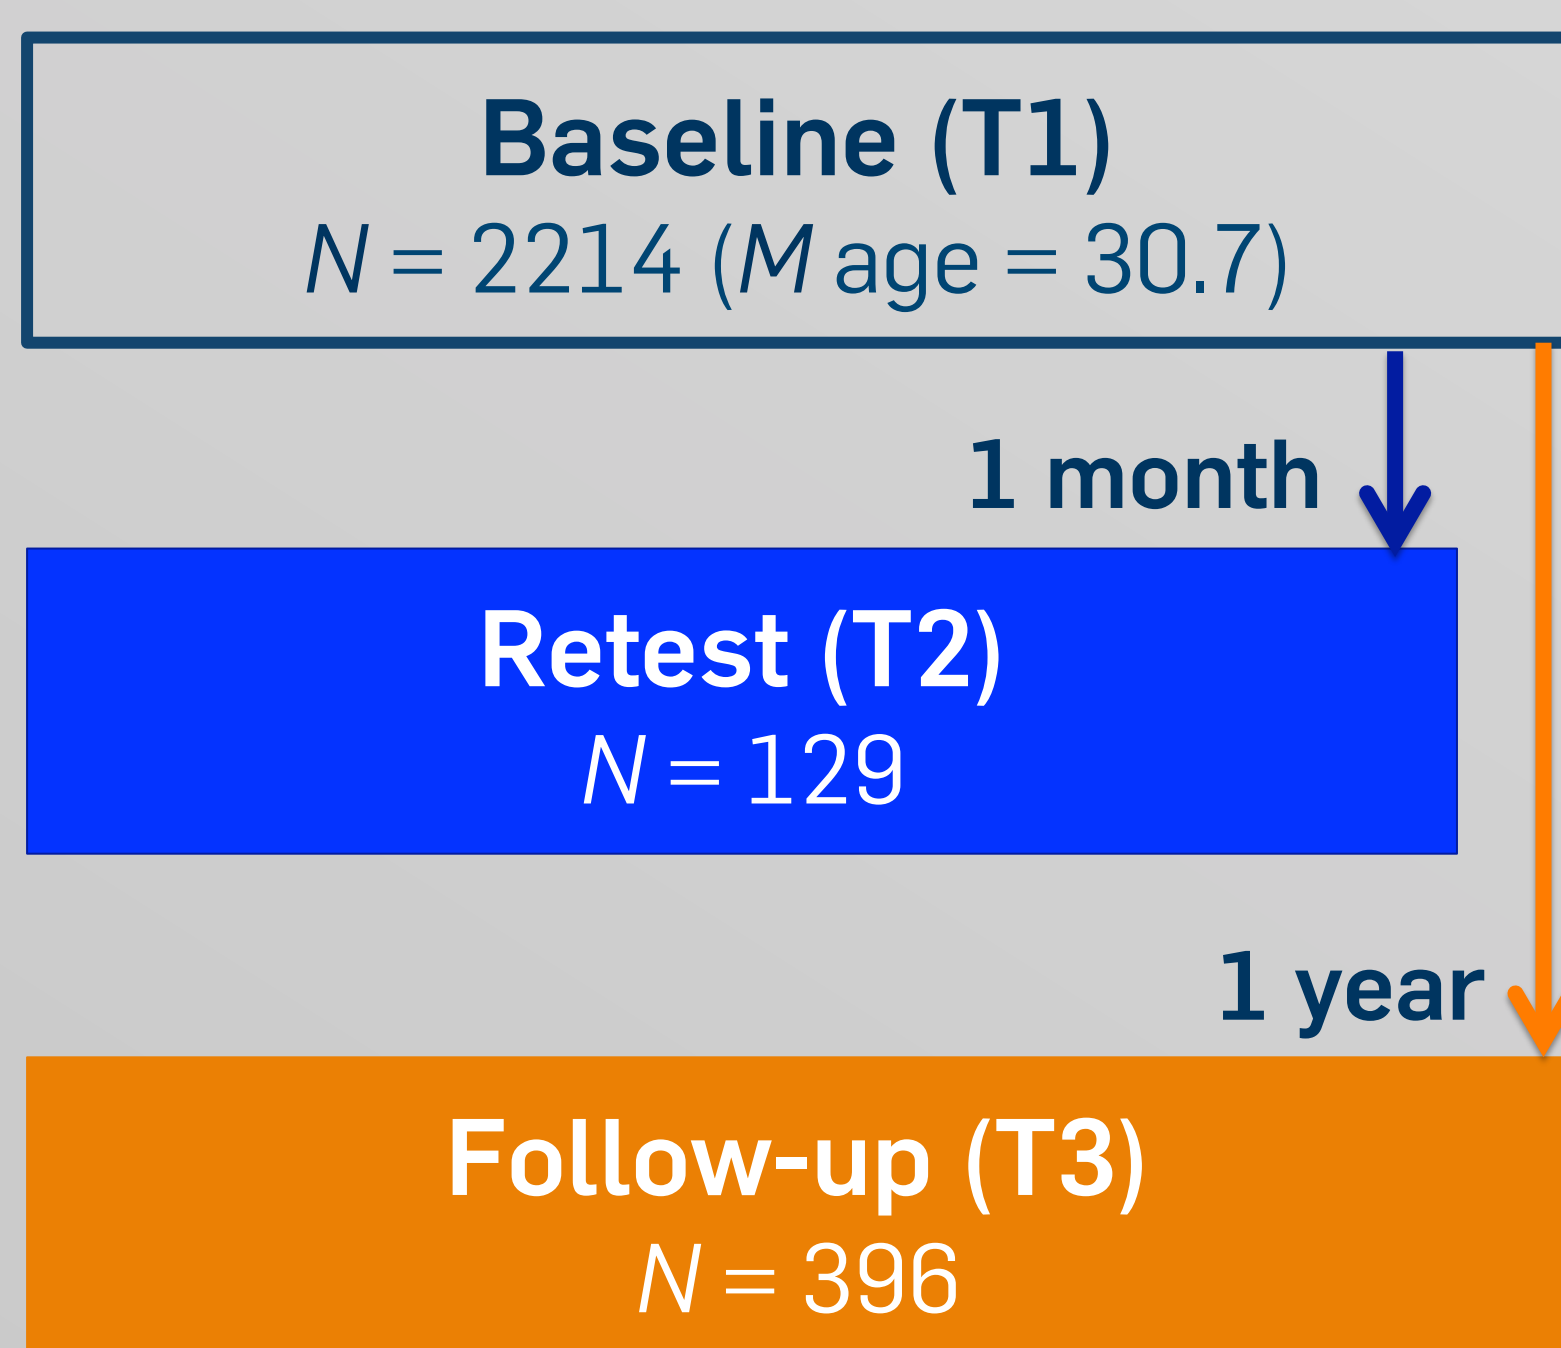 Baseline (T1)
N = 2214 (M age = 30.7)
1 month
Retest (T2)
N = 129
1 year
Follow-up (T3)
N = 396